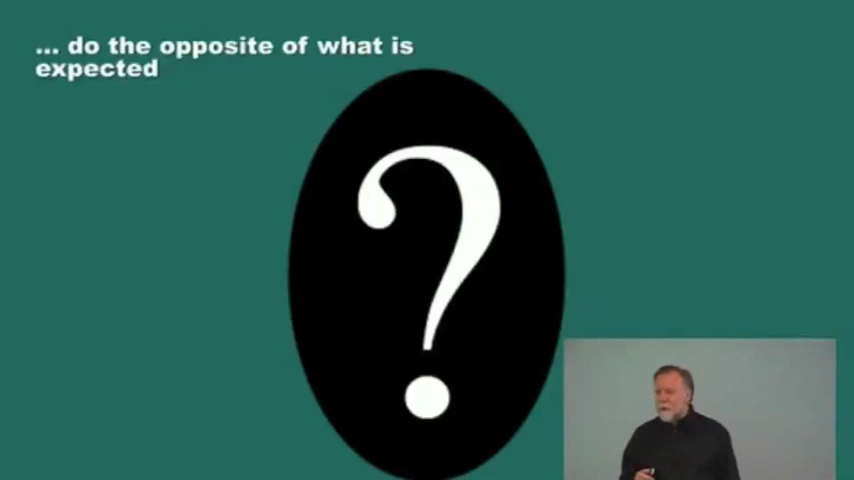 ... do the opposite of what is
expected
?